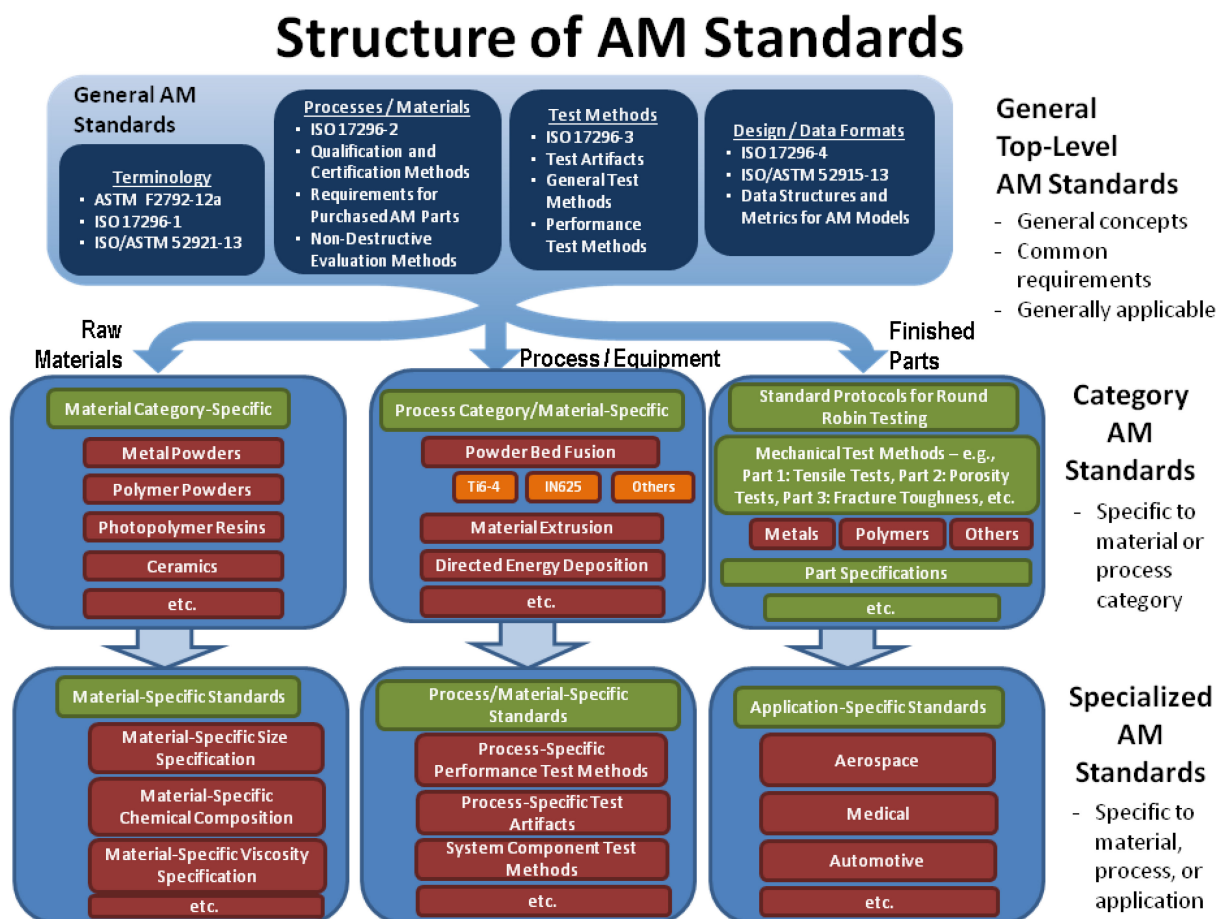 Structure of AM Standards
General AM
Standards
Terminology
• ASTM F2792-12a
• ISO 17296-1
• ISO/ASTM 52921-13
Processes / Materials
• ISO 17296-2
• Qualification and
Certification Methods
• Requirements for
Purchased AM Parts
• Non-Destructive
Evaluation Methods
Test Methods
• ISO 17296-3
• Test Artifacts
• General Test
Methods
• Performance
Test Methods
Design / Data Formats
• ISO 17296-4
• ISO/ASTM 52915-13
• Data Structures and
Metrics for AM Models
General
Top-Level
AM Standards
- General concepts
- Common
requirements
- Generally applicable
Raw
Materials
Process / Equipment
Finished
Parts
Material Category-Specific
Metal Powders
Polymer Powders
Photopolymer Resins
Ceramics
etc.
Process Category/Material-Specific
Powder Bed Fusion
Ti6-4
IN625
Others
Material Extrusion
Directed Energy Deposition
etc.
Standard Protocols for Round
Robin Testing
Mechanical Test Methods – e.g.,
Part 1: Tensile Tests, Part 2: Porosity
Tests, Part 3: Fracture Toughness, etc.
Metals
Polymers
Others
Part Specifications
etc.
Category
AM
Standards
- Specific to
material or
process
category
Material-Specific Standards
Material-Specific Size
Specification
Material-Specific
Chemical Composition
Material-Specific Viscosity
Specification
etc.
Process/Material-Specific
Standards
Process-Specific
Performance Test Methods
Process-Specific Test
Artifacts
System Component Test
Methods
etc.
Application-Specific Standards
Aerospace
Medical
Automotive
etc.
Specialized
AM
Standards
- Specific to
material,
process, or
application